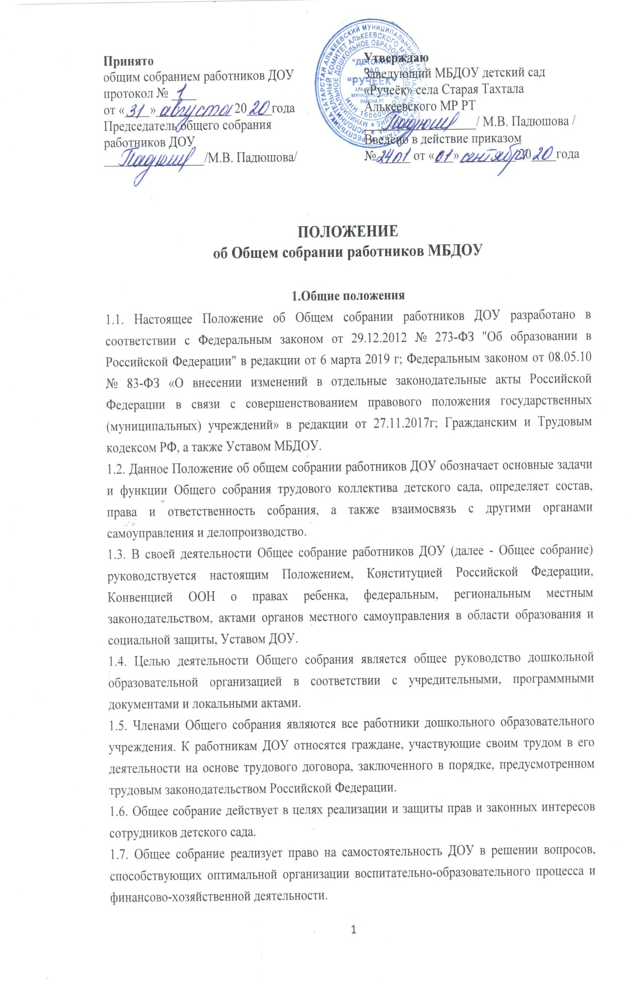 Принято
общим собранием работников ДОУ
протокол № 1
от «31» августа 2020 года
Председатель общего собрания
работников ДОУ
/М.В. Падюшова/
Утверждаю
Заведующий МБДОУ детский сад
«Ручеёк» села Старая Тахтала
Алькеевского МР РТ
/ М.В. Падюшова /
Введено в действие приказом
№ от «01» сентября 2020 года
"ДЕТСКИЙ
САД
"РУЧЕЕК"
АЛЬКЕЕВСКОГО
МУНИЦИПАЛЬНОГО
РАЙОНА РТ
ПОЛОЖЕНИЕ
об Общем собрании работников МБДОУ
1.Общие положения
1.1. Настоящее Положение об Общем собрании работников ДОУ разработано в
соответствии с Федеральным законом от 29.12.2012 № 273-ФЗ "Об образовании в
Российской Федерации" в редакции от 6 марта 2019 г; Федеральным законом от 08.05.10
№ 83-ФЗ «О внесении изменений в отдельные законодательные акты Российской
Федерации в связи с совершенствованием правового положения государственных
(муниципальных) учреждений» в редакции от 27.11.2017г; Гражданским и Трудовым
кодексом РФ, а также Уставом МБДОУ.
1.2. Данное Положение об общем собрании работников ДОУ обозначает основные задачи
и функции Общего собрания трудового коллектива детского сада, определяет состав,
права и ответственность собрания, а также взаимосвязь с другими органами
самоуправления и делопроизводство.
1.3. В своей деятельности Общее собрание работников ДОУ (далее - Общее собрание)
руководствуется настоящим Положением, Конституцией Российской Федерации,
Конвенцией ООН о правах ребенка, федеральным, региональным местным
законодательством, актами органов местного самоуправления в области образования и
социальной защиты, Уставом ДОУ.
1.4. Целью деятельности Общего собрания является общее руководство дошкольной
образовательной организацией в соответствии с учредительными, программными
документами и локальными актами.
1.5. Членами Общего собрания являются все работники дошкольного образовательного
учреждения. К работникам ДОУ относятся граждане, участвующие своим трудом в его
деятельности на основе трудового договора, заключенного в порядке, предусмотренном
трудовым законодательством Российской Федерации.
1.6. Общее собрание действует в целях реализации и защиты прав и законных интересов
сотрудников детского сада.
1.7. Общее собрание реализует право на самостоятельность ДОУ в решении вопросов,
способствующих оптимальной организации воспитательно-образовательного процесса и
финансово-хозяйственной деятельности.
1